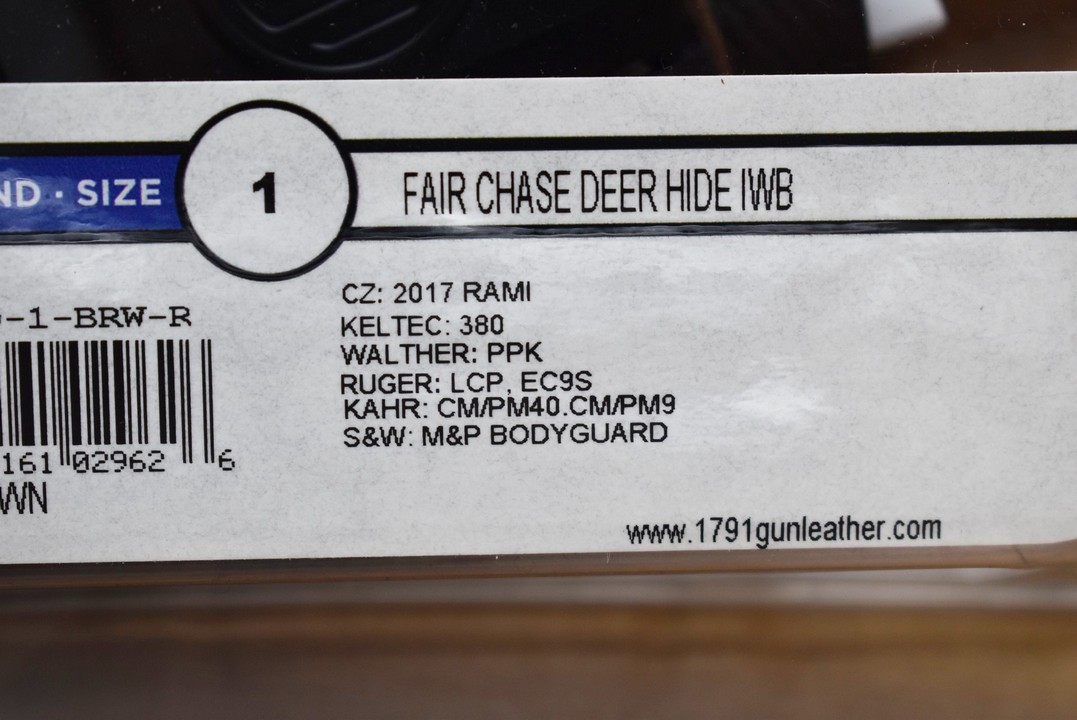 ND · SIZE 1 FAIR CHASE DEER HIDE IWB
-1-BRW-R
161 02962 6
WN
CZ: 2017 RAMI
KELTEC: 380
WALTHER: PPK
RUGER: LCP, EC9S
KAHR: CM/PM40.CM/PM9
S&W: M&P BODYGUARD
www.1791gunleather.com